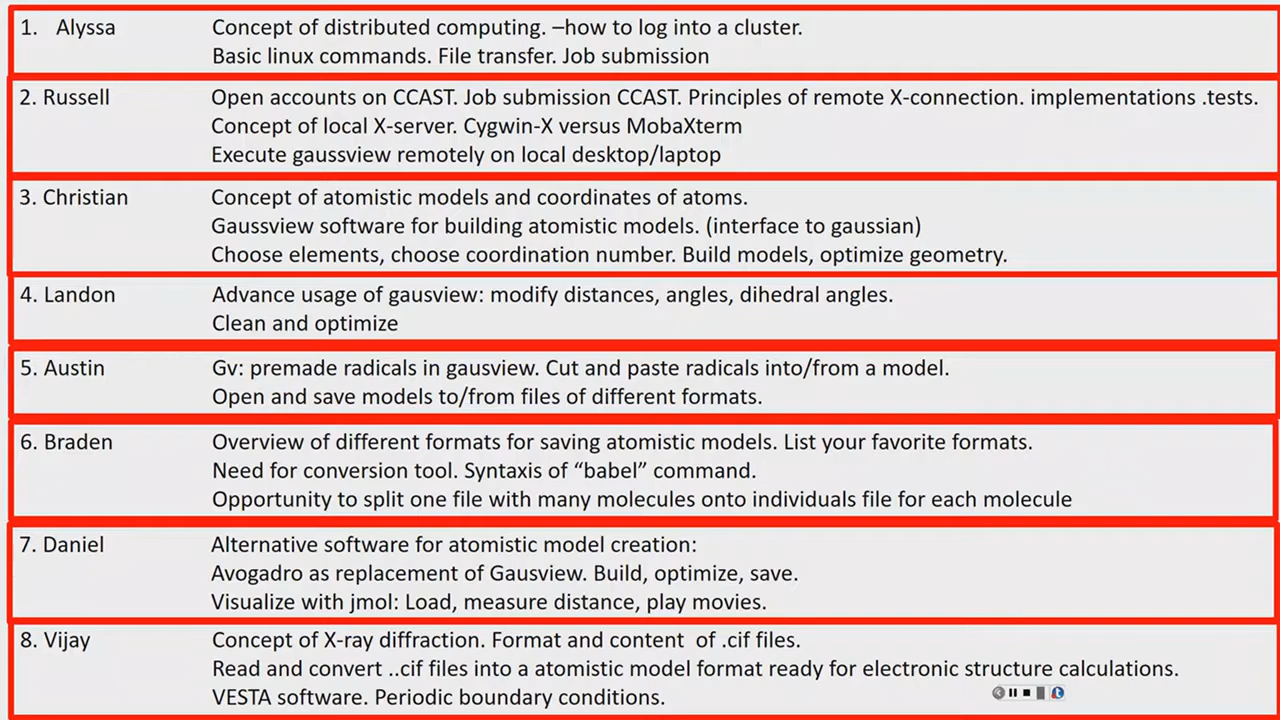 1. Alyssa Concept of distributed computing. –how to log into a cluster.
Basic linux commands. File transfer. Job submission
2. Russell Open accounts on CCAST. Job submission CCAST. Principles of remote X-connection. implementations .tests.
Concept of local X-server. Cygwin-X versus MobaXterm
Execute gaussview remotely on local desktop/laptop
3. Christian Concept of atomistic models and coordinates of atoms.
Gaussview software for building atomistic models. (interface to gaussian)
Choose elements, choose coordination number. Build models, optimize geometry.
4. Landon Advance usage of gausview: modify distances, angles, dihedral angles.
Clean and optimize
5. Austin Gv: premade radicals in gausview. Cut and paste radicals into/from a model.
Open and save models to/from files of different formats.
6. Braden Overview of different formats for saving atomistic models. List your favorite formats.
Need for conversion tool. Syntaxis of “babel” command.
Opportunity to split one file with many molecules onto individuals file for each molecule
7. Daniel Alternative software for atomistic model creation:
Avogadro as replacement of Gausview. Build, optimize, save.
Visualize with jmol: Load, measure distance, play movies.
8. Vijay Concept of X-ray diffraction. Format and content of .cif files.
Read and convert ..cif files into a atomistic model format ready for electronic structure calculations.
VESTA software. Periodic boundary conditions.